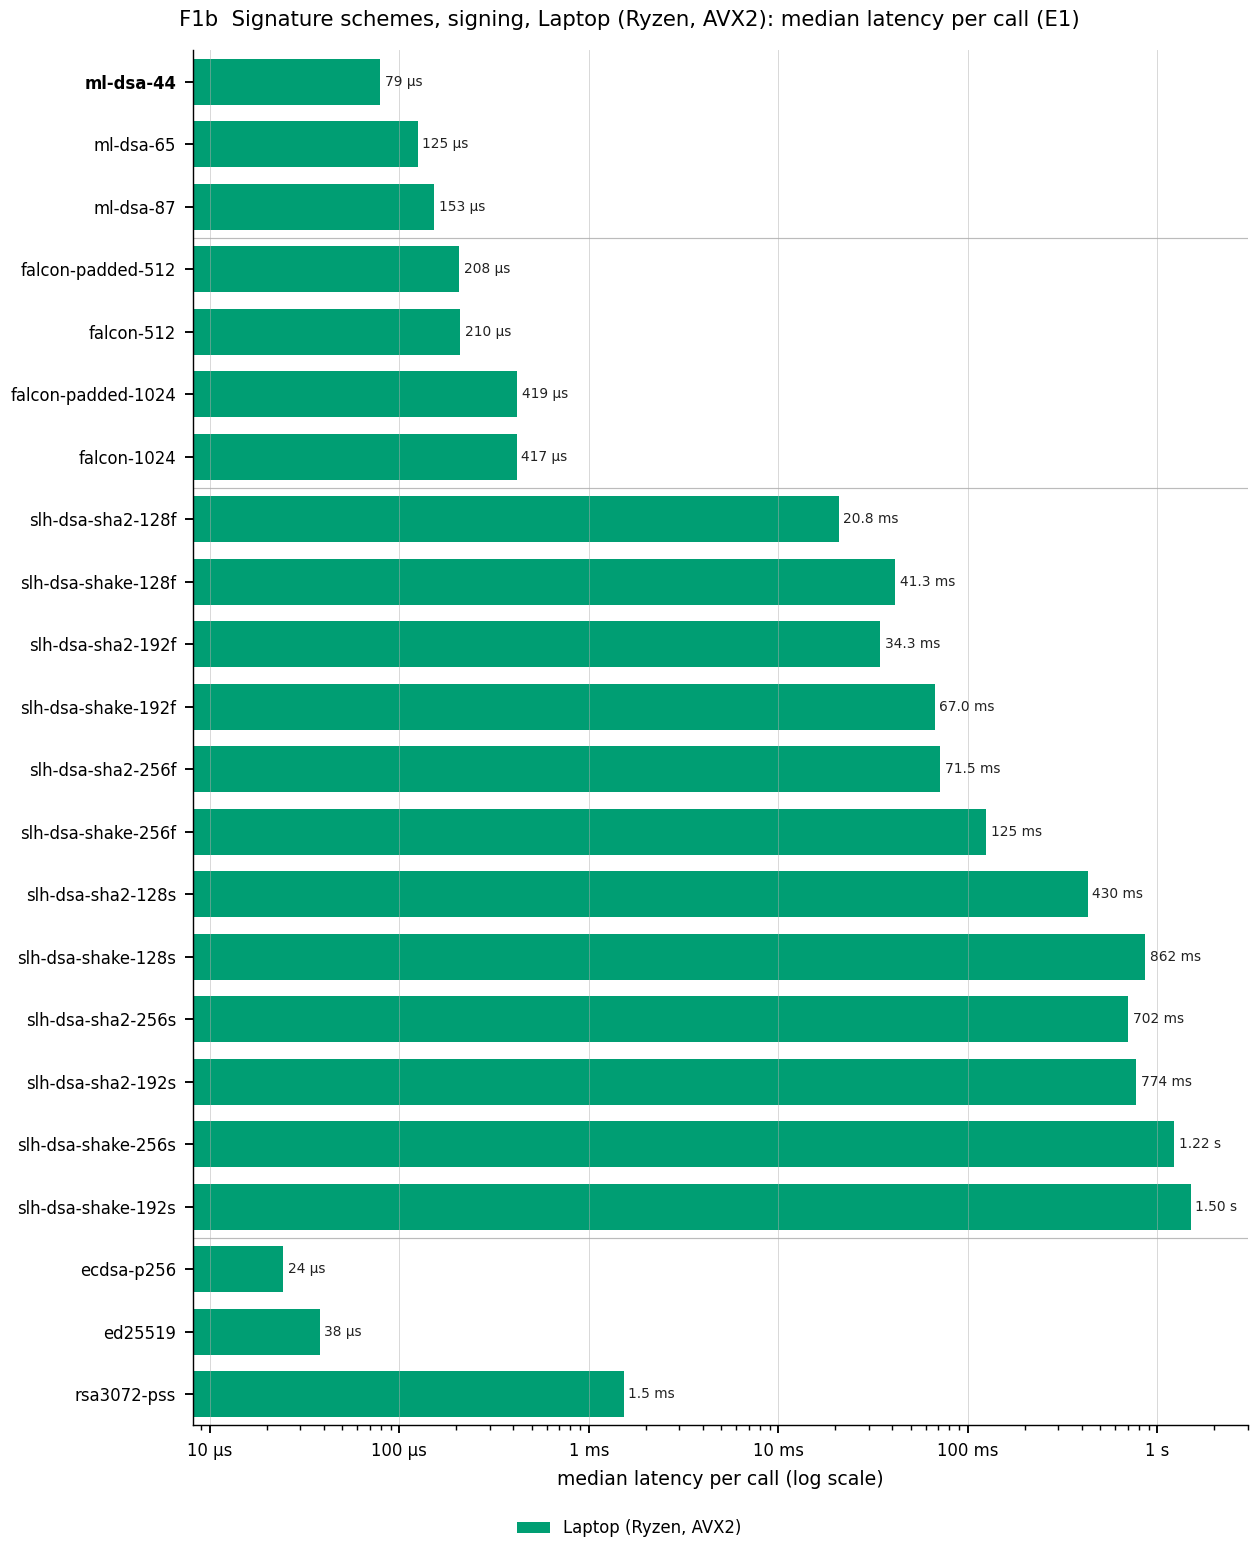 F1b  Signature schemes, signing, Laptop (Ryzen, AVX2): median latency per call (E1)
ml-dsa-44 79 µs
ml-dsa-65 125 µs
ml-dsa-87 153 µs
falcon-padded-512 208 µs
falcon-512 210 µs
falcon-padded-1024 419 µs
falcon-1024 417 µs
slh-dsa-sha2-128f 20.8 ms
slh-dsa-shake-128f 41.3 ms
slh-dsa-sha2-192f 34.3 ms
slh-dsa-shake-192f 67.0 ms
slh-dsa-sha2-256f 71.5 ms
slh-dsa-shake-256f 125 ms
slh-dsa-sha2-128s 430 ms
slh-dsa-shake-128s 862 ms
slh-dsa-sha2-256s 702 ms
slh-dsa-sha2-192s 774 ms
slh-dsa-shake-256s 1.22 s
slh-dsa-shake-192s 1.50 s
ecdsa-p256 24 µs
ed25519 38 µs
rsa3072-pss 1.5 ms
10 µs 100 µs 1 ms 10 ms 100 ms 1 s
median latency per call (log scale)
Laptop (Ryzen, AVX2)